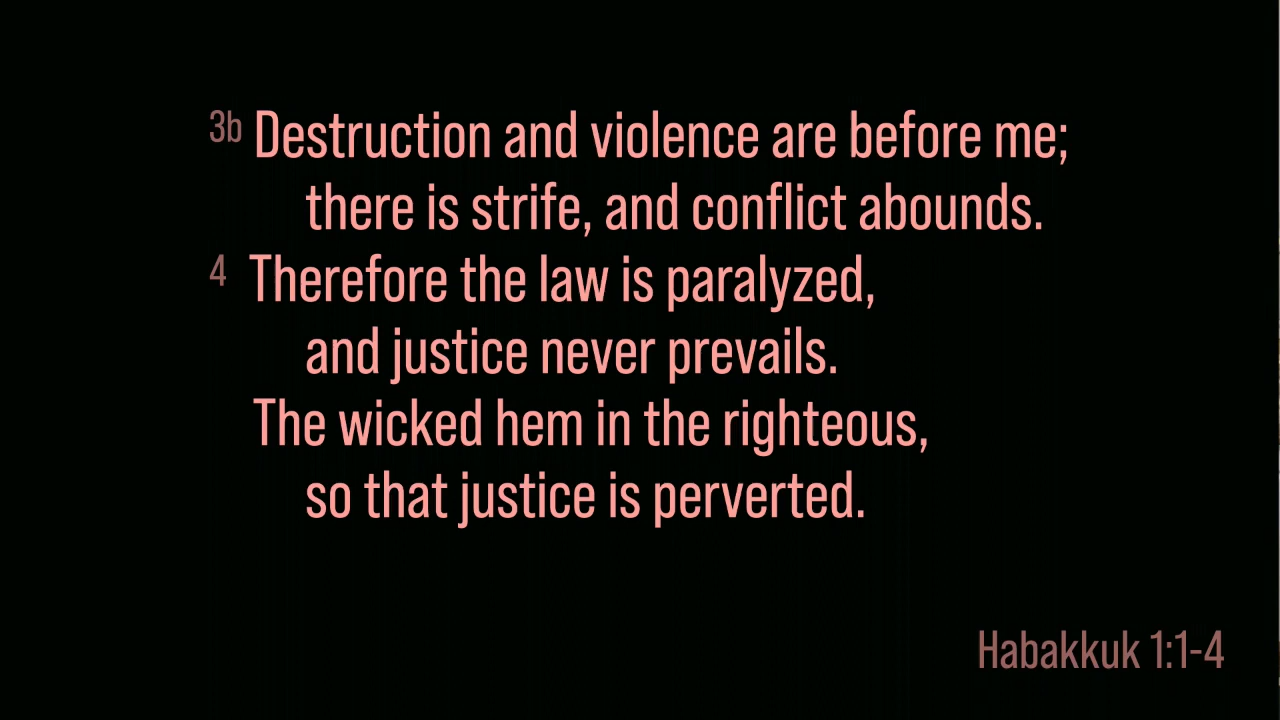 3b Destruction and violence are before me;
there is strife, and conflict abounds.
4 Therefore the law is paralyzed,
and justice never prevails.
The wicked hem in the righteous,
so that justice is perverted.
Habakkuk 1:1-4